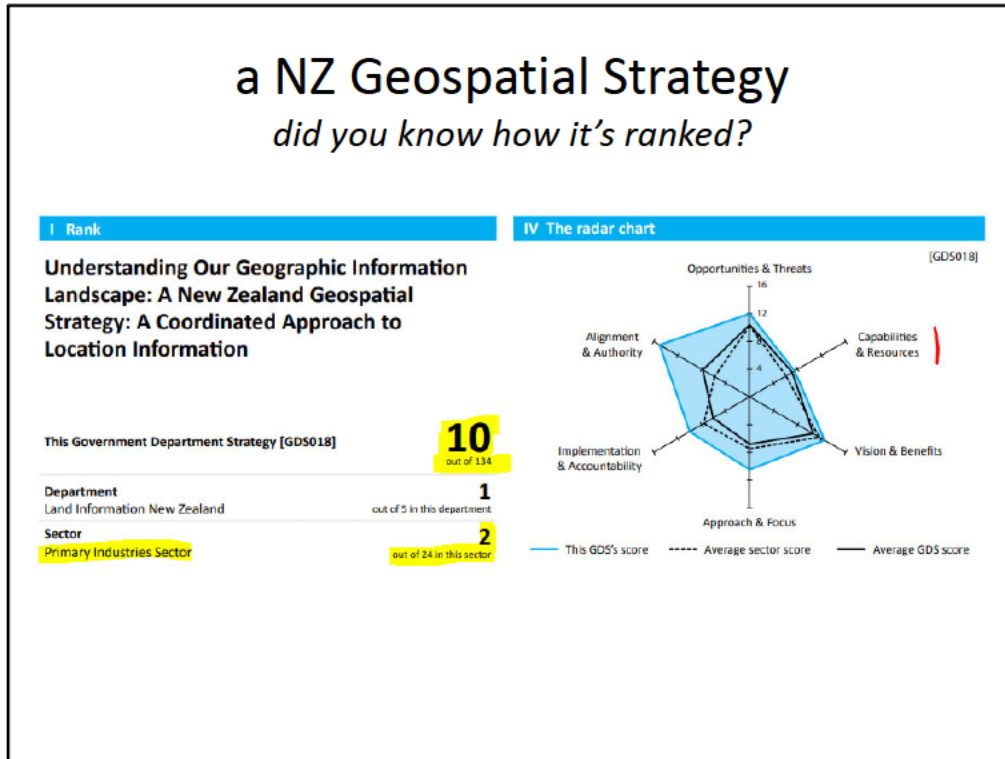 a NZ Geospatial Strategy
did you know how it's ranked?
I Rank
Understanding Our Geographic Information
Landscape: A New Zealand Geospatial
Strategy: A Coordinated Approach to
Location Information
This Government Department Strategy [GDS018]
10
out of 134
Department
1
Land Information New Zealand
out of 5 in this department
Sector
2
Primary Industries Sector
out of 24 in this sector
IV The radar chart
[GDS018]
Opportunities & Threats
16
12
8
4
Alignment
& Authority
Capabilities
& Resources
Implementation
& Accountability
Vision & Benefits
Approach & Focus
This GDS's score
Average sector score
Average GDS score